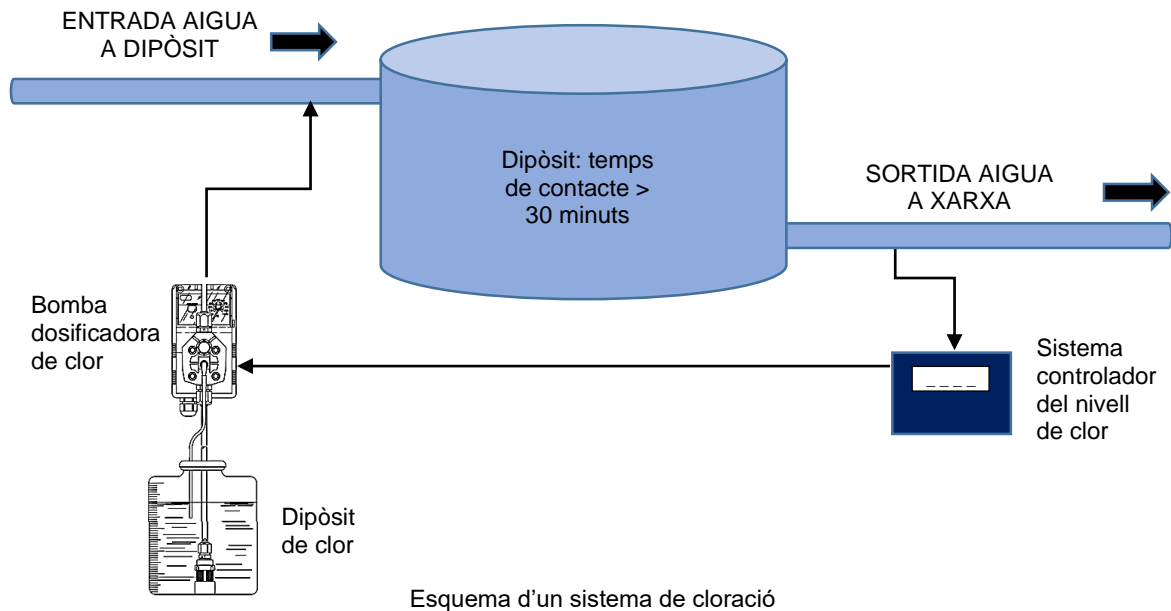 ENTRADA AIGUA
A DIPÒSIT
Dipòsit: temps
de contacte >
30 minuts
SORTIDA AIGUA
A XARXA
Bomba
dosificadora
de clor
Sistema
controlador
del nivell
de clor
Dipòsit
de clor
Esquema d'un sistema de cloració